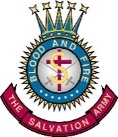 BLOOD AND FIRE
THE SALVATION ARMY